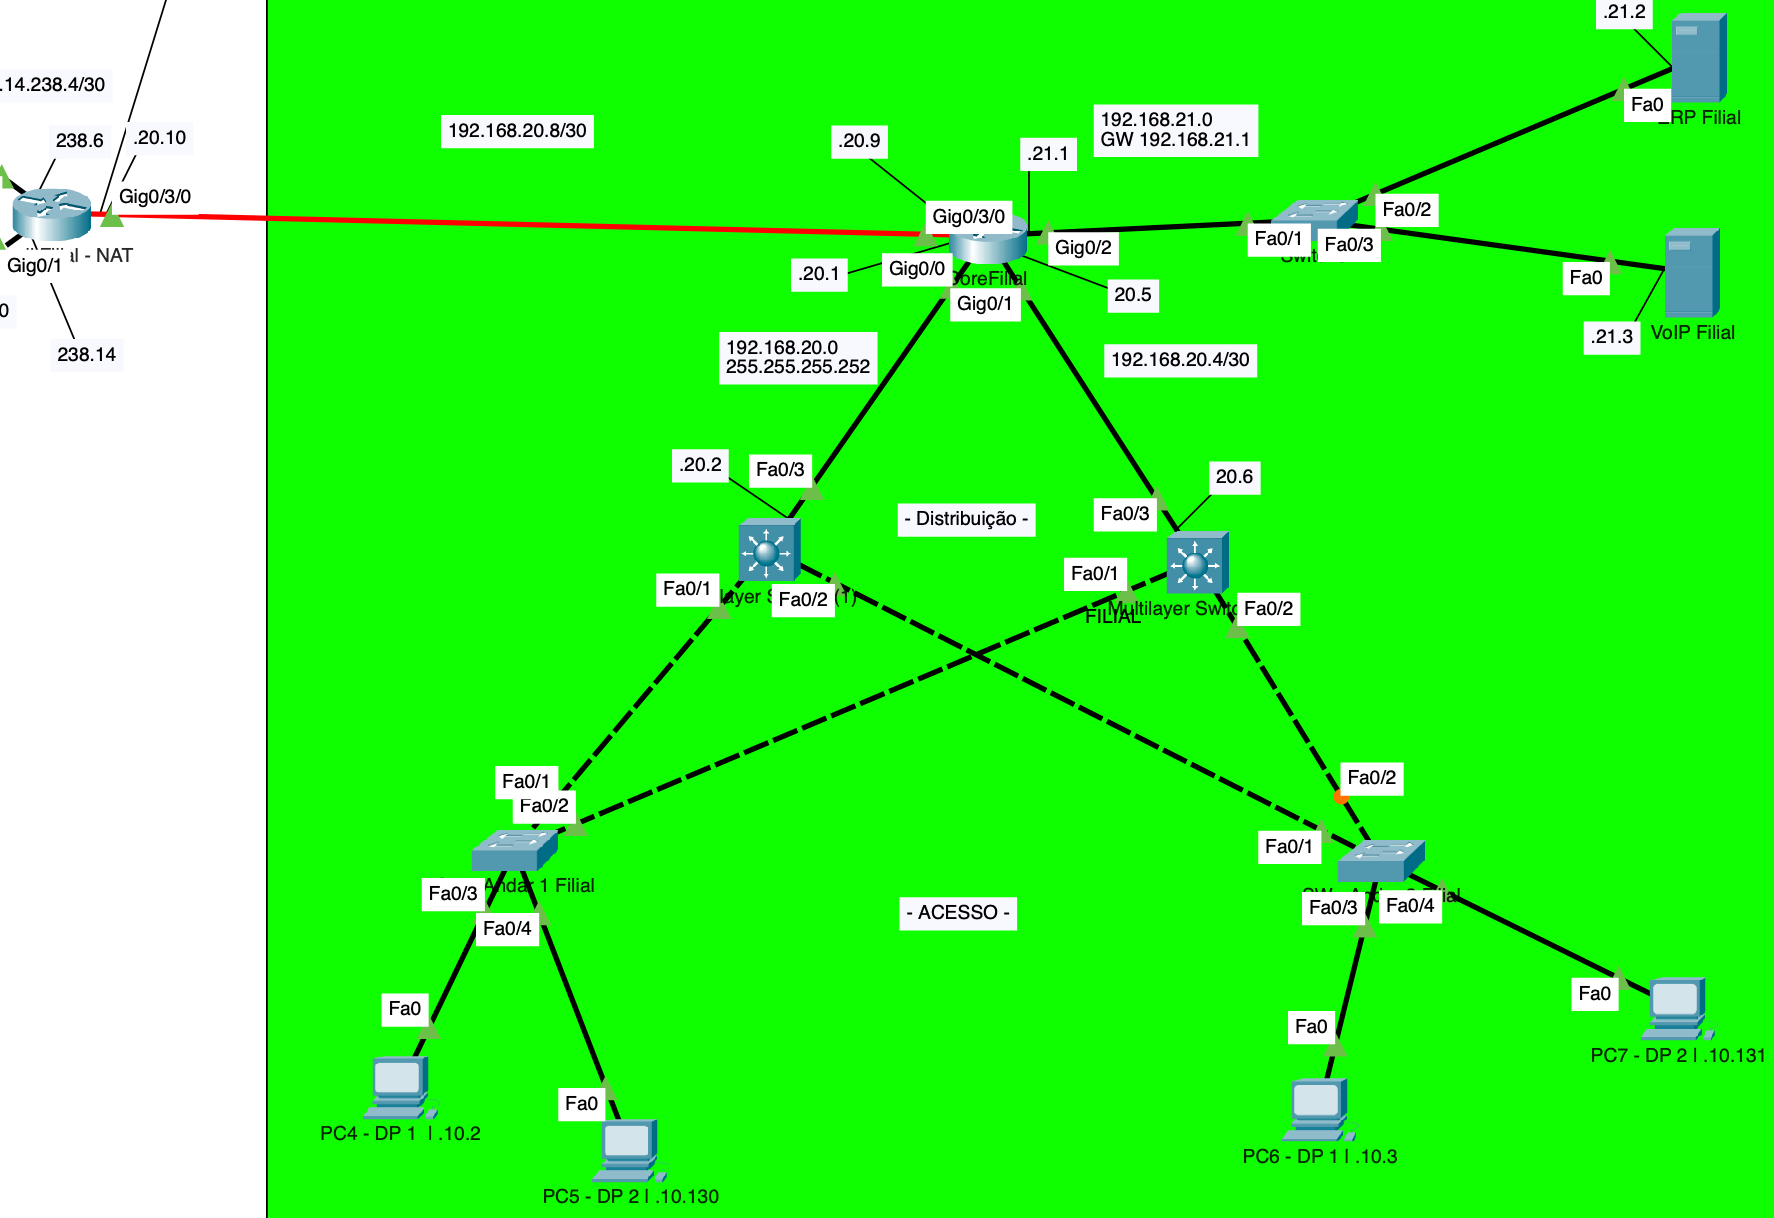 .21.2
Fa0
ERP Filial
.14.238.4/30
238.6
.20.10
Gig0/3/0
- NAT
Gig0/1
0
238.14
192.168.20.8/30
.20.9
.21.1
192.168.21.0
GW 192.168.21.1
Gig0/3/0
Gig0/2
Fa0/1
Fa0/2
Fa0/3
Gig0/0
CoreFilial
.20.1
Gig0/1
20.5
Fa0
VoIP Filial
.21.3
192.168.20.0
255.255.255.252
192.168.20.4/30
.20.2
Fa0/3
20.6
- Distribuição -
Fa0/3
Fa0/1
Fa0/1
Fa0/2
(1)
Multilayer
FILIAL
Fa0/2
Fa0/1
Fa0/2
Fa0/2
Fa0/1
Andar 1 Filial
Fa0/3
Fa0/4
- ACESSO -
Fa0/3
Fa0/4
Fa0
Fa0
Fa0
Fa0
PC4 - DP 1 | .10.2
PC5 - DP 2 | .10.130
PC6 - DP 1 | .10.3
PC7 - DP 2 | .10.131